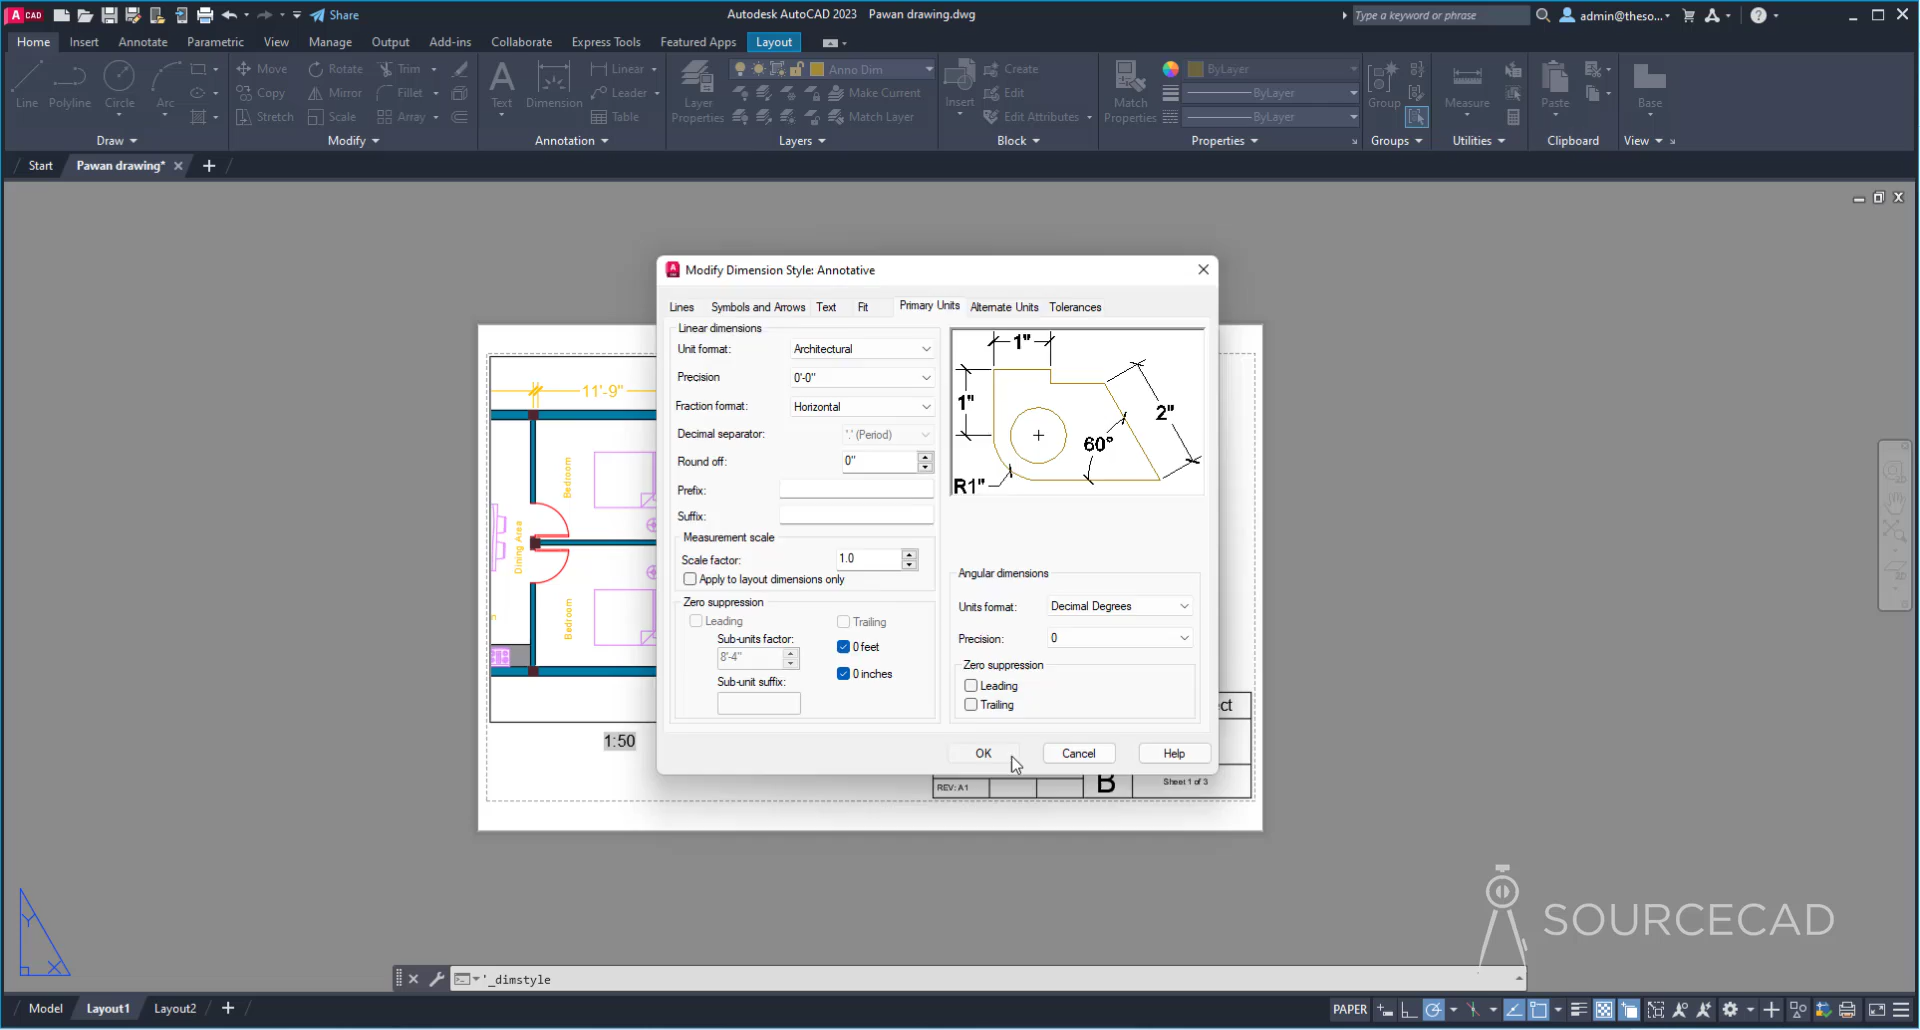 A CAD
Share
Autodesk AutoCAD 2023 Pawan drawing.dwg
Type a keyword or phrase
admin@theso...
Home Insert Annotate Parametric View Manage Output Add-ins Collaborate Express Tools Featured Apps Layout
Line Polyline Circle Arc
Move Rotate Trim
Copy Mirror Fillet
Stretch Scale Array
Text Dimension
Linear
Leader
Table
Layer Properties
Anno Dim
Make Current
Match Layer
Insert
Create
Edit
Edit Attributes
Match Properties
ByLayer
ByLayer
ByLayer
Group
Measure
Paste
Base
Draw Modify Annotation Layers Block Properties Groups Utilities Clipboard View
Start Pawan drawing*
Modify Dimension Style: Annotative
Lines Symbols and Arrows Text Fit Primary Units Alternate Units Tolerances
Linear dimensions
Unit format: Architectural
Precision 0'-0"
Fraction format: Horizontal
Decimal separator: '.' (Period)
Round off: 0"
Prefix:
Suffix:
Measurement scale
Scale factor: 1.0
Apply to layout dimensions only
Zero suppression
Leading
Trailing
Sub-units factor:
8'-4"
0 feet
Sub-unit suffix:
0 inches
1"
1"
2"
60°
R1"
Angular dimensions
Units format: Decimal Degrees
Precision: 0
Zero suppression
Leading
Trailing
OK Cancel Help
11'-9"
Bedroom
Dining Area
Bedroom
n
1:50
ect
REV: A1
B
Sheet 1 of 3
Y
X
SOURCECAD
'_dimstyle
Model Layout1 Layout2
PAPER